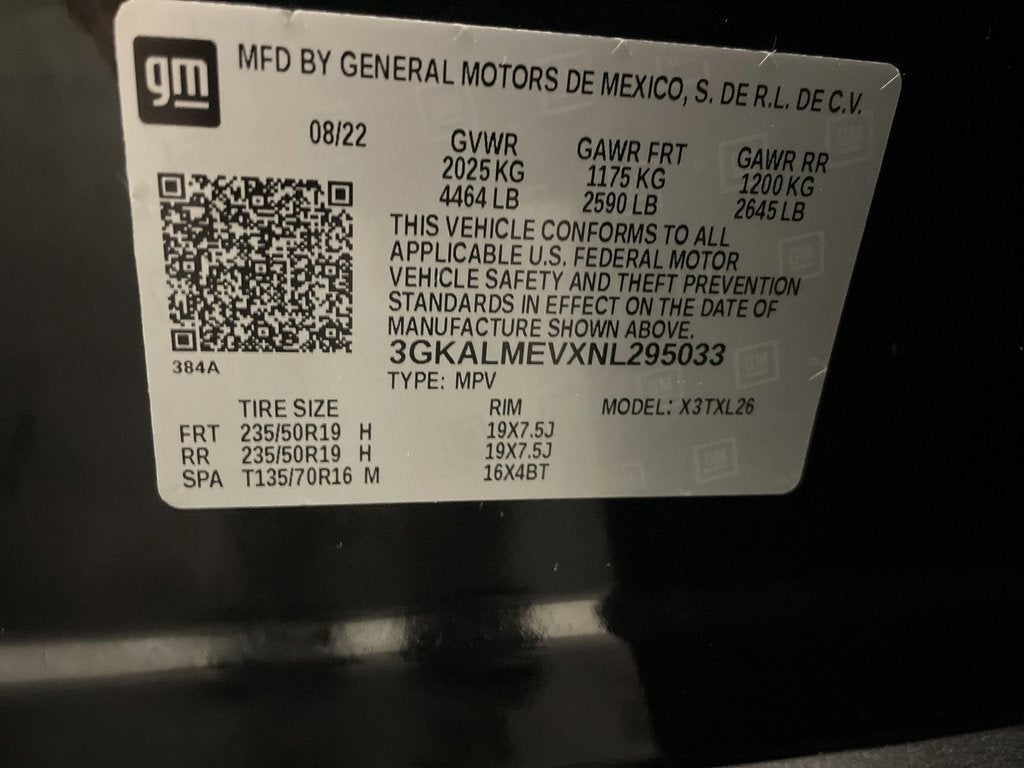 gm
MFD BY GENERAL MOTORS DE MEXICO, S. DE R.L. DE C.V.
08/22
GVWR GAWR FRT GAWR RR
2025 KG 1175 KG 1200 KG
4464 LB 2590 LB 2645 LB
THIS VEHICLE CONFORMS TO ALL
APPLICABLE U.S. FEDERAL MOTOR
VEHICLE SAFETY AND THEFT PREVENTION
STANDARDS IN EFFECT ON THE DATE OF
MANUFACTURE SHOWN ABOVE.
384A
3GKALMEVXNL295033
TYPE: MPV
TIRE SIZE RIM MODEL: X3TXL26
FRT 235/50R19 H 19X7.5J
RR 235/50R19 H 19X7.5J
SPA T135/70R16 M 16X4BT